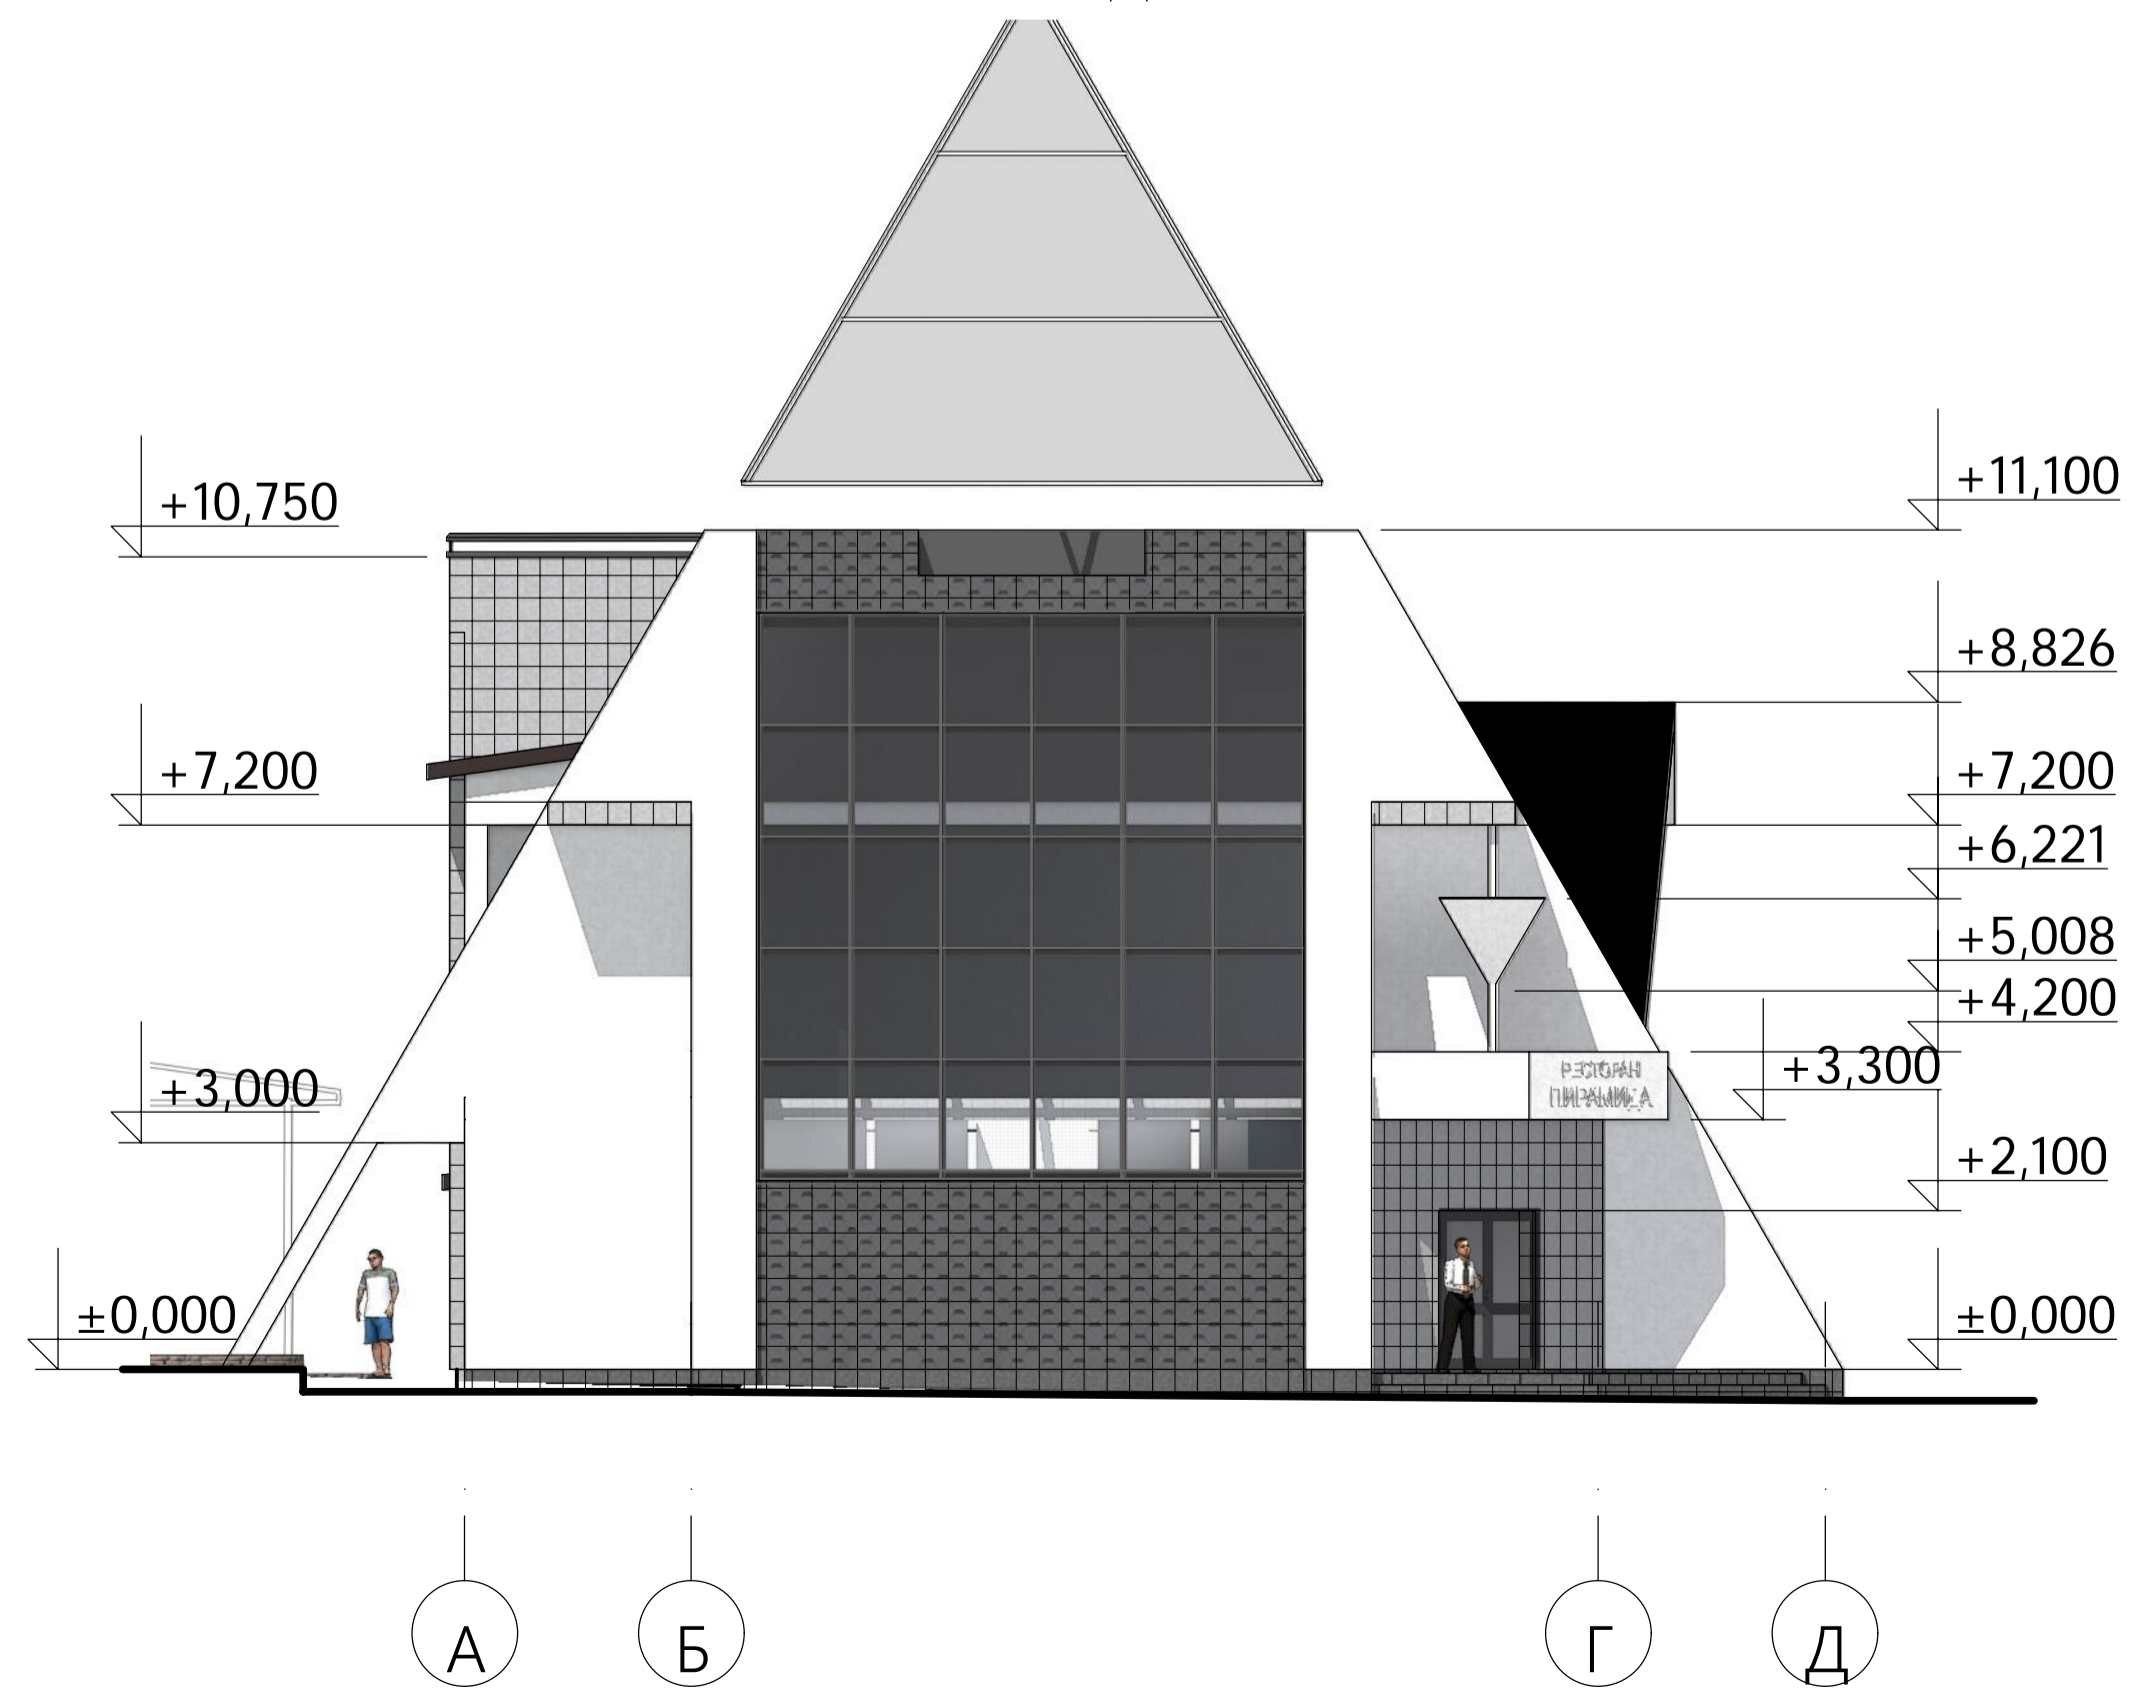 +11,100
+10,750
+8,826
+7,200
+7,200
+6,221
+5,008
+4,200
+3,300
+3,000
+2,100
±0,000
±0,000
РЕСТОРАН
ПИРАМИДА
А
Б
Г
Д